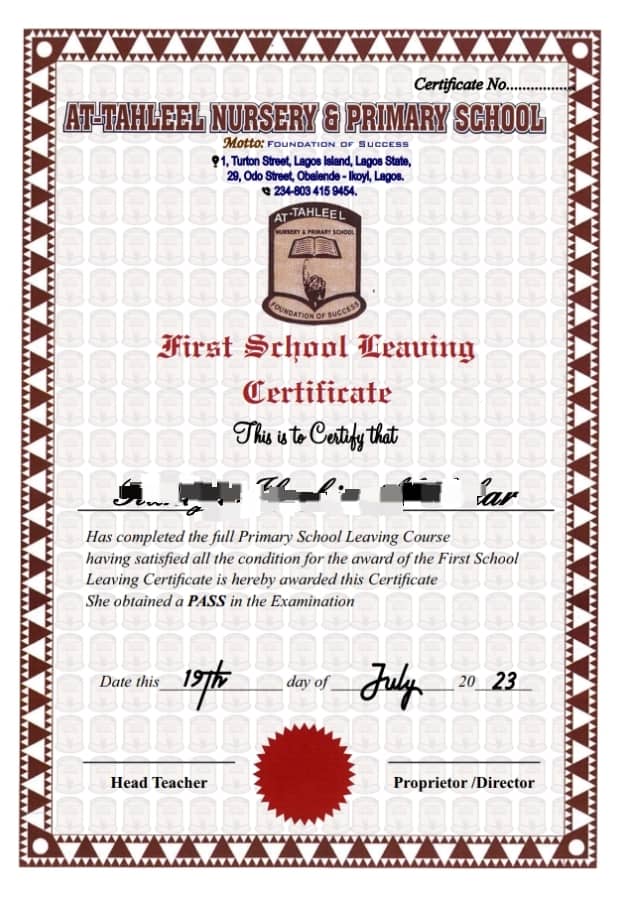 Certificate No................
AT-TAHLEEL NURSERY & PRIMARY SCHOOL
Motto: FOUNDATION OF SUCCESS
1, Turton Street, Lagos Island, Lagos State,
29, Odo Street, Obalende - Ikoyi, Lagos.
234-803 415 9454.
AT-TAHLEEL
NURSERY & PRIMARY SCHOOL
FOUNDATION OF SUCCESS
First School Leaving
Certificate
This is to Certify that
Has completed the full Primary School Leaving Course
having satisfied all the condition for the award of the First School
Leaving Certificate is hereby awarded this Certificate
She obtained a PASS in the Examination
Date this 19th day of July 20 23
Head Teacher
Proprietor /Director